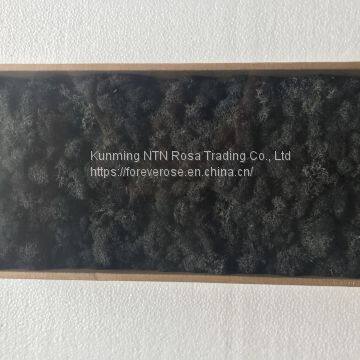 Kunming NTN Rosa Trading Co., Ltd
https://foreverose.en.china.cn/